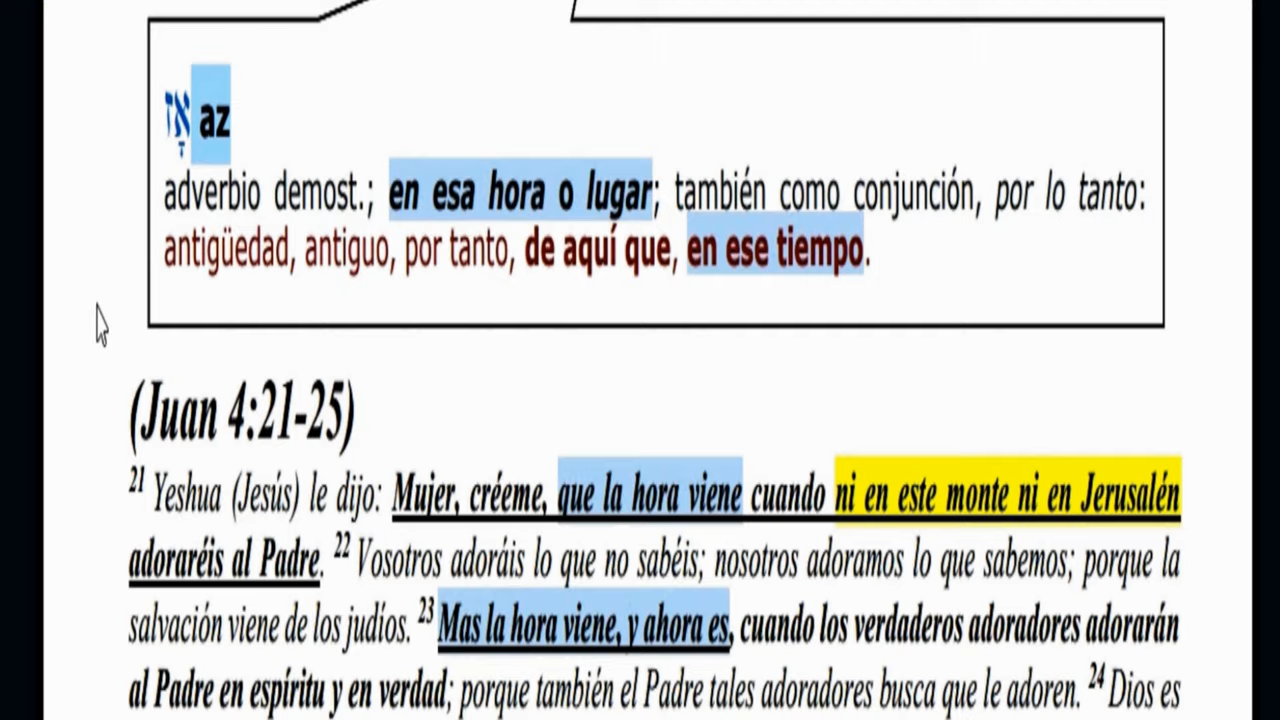 אָז az
adverbio demost.; en esa hora o lugar; también como conjunción, por lo tanto:
antigüedad, antiguo, por tanto, de aquí que, en ese tiempo.
(Juan 4:21-25)
21 Yeshua (Jesús) le dijo: Mujer, créeme, que la hora viene cuando ni en este monte ni en Jerusalén
adoraréis al Padre. 22 Vosotros adoráis lo que no sabéis; nosotros adoramos lo que sabemos; porque la
salvación viene de los judíos. 23 Mas la hora viene, y ahora es, cuando los verdaderos adoradores adorarán
al Padre en espíritu y en verdad; porque también el Padre tales adoradores busca que le adoren. 24 Dios es